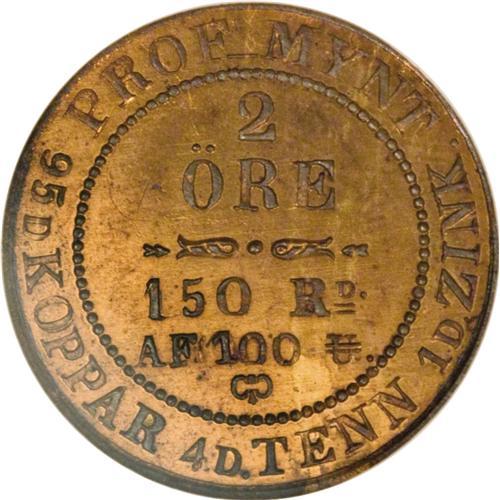 PROF MYNT.
95 D. KOPPAR 4 D. TENN 1 D. ZINK
2
ÖRE
150 RD.
AF 100 ℔.